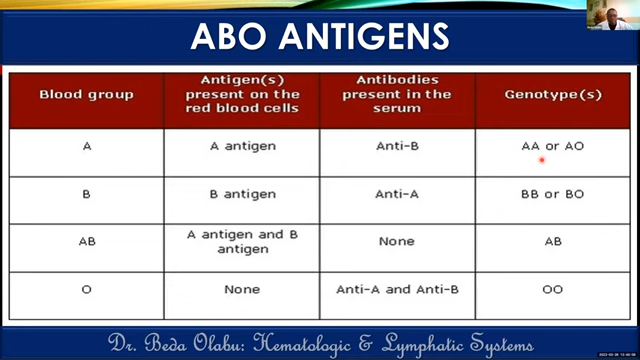 ABO ANTIGENS
Blood group
Antigen(s)
present on the
red blood cells
Antibodies
present in the
serum
Genotype(s)
A
A antigen
Anti-B
AA or AO
B
B antigen
Anti-A
BB or BO
AB
A antigen and B
antigen
None
AB
O
None
Anti-A and Anti-B
OO
Dr. Beda Olabu: Hematologic & Lymphatic Systems